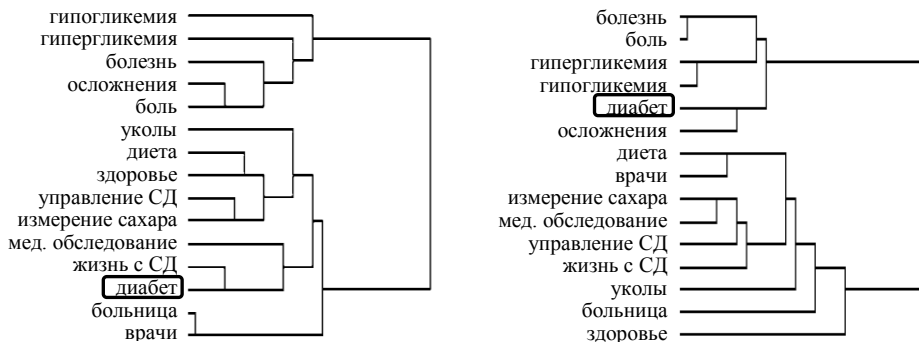 гипогликемия
гипергликемия
болезнь
осложнения
боль
уколы
диета
здоровье
управление СД
измерение сахара
мед. обследование
жизнь с СД
диабет
больница
врачи
болезнь
боль
гипергликемия
гипогликемия
диабет
осложнения
диета
врачи
измерение сахара
мед. обследование
управление СД
жизнь с СД
уколы
больница
здоровье